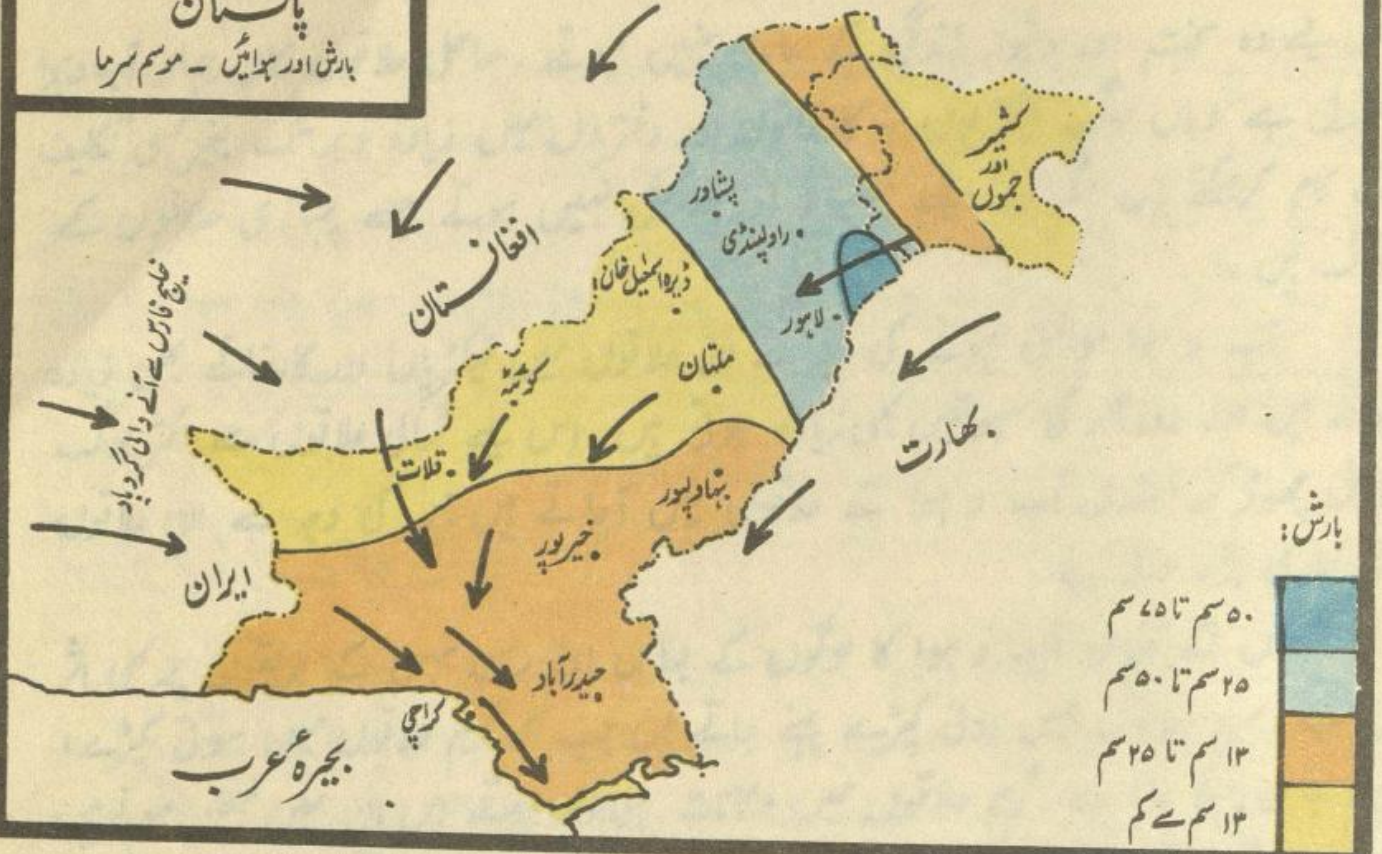 پاکستان
بارش اور ہوائیں – موسم سرما
کشمیر
اور
جموں
پشاور
راولپنڈی
افغانستان
ڈیرہ اسمٰعیل خان
لاہور
خلیج فارس سے آنے والی گردباد
ملتان
کوئٹہ
بھارت
قلات
بہاولپور
خیرپور
ایران
حیدرآباد
کراچی
بحیرہ عرب
بارش:
۵۰ سم تا ۷۵ سم
۲۵ سم تا ۵۰ سم
۱۳ سم تا ۲۵ سم
۱۳ سم سے کم